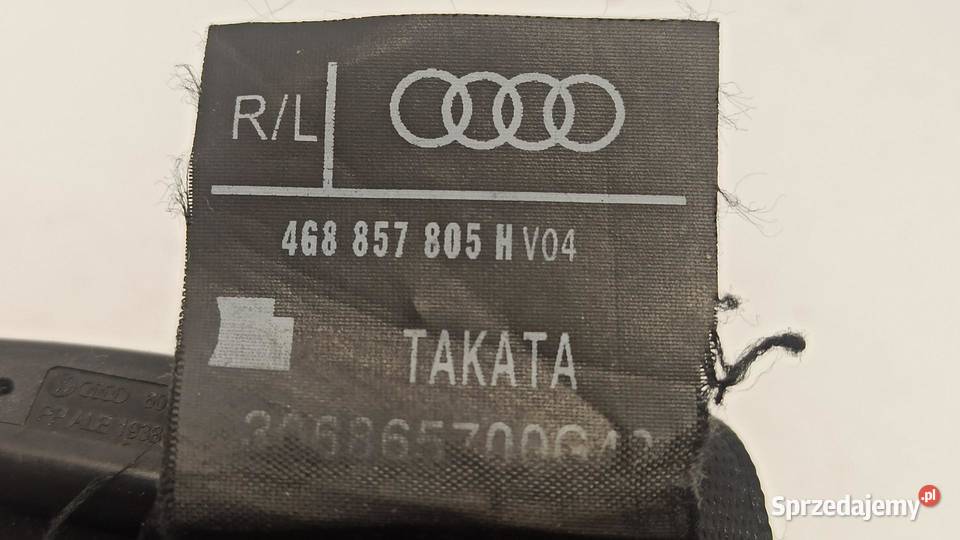 R/L
4G8 857 805 H V04
TAKATA
Sprzedajemy.pl